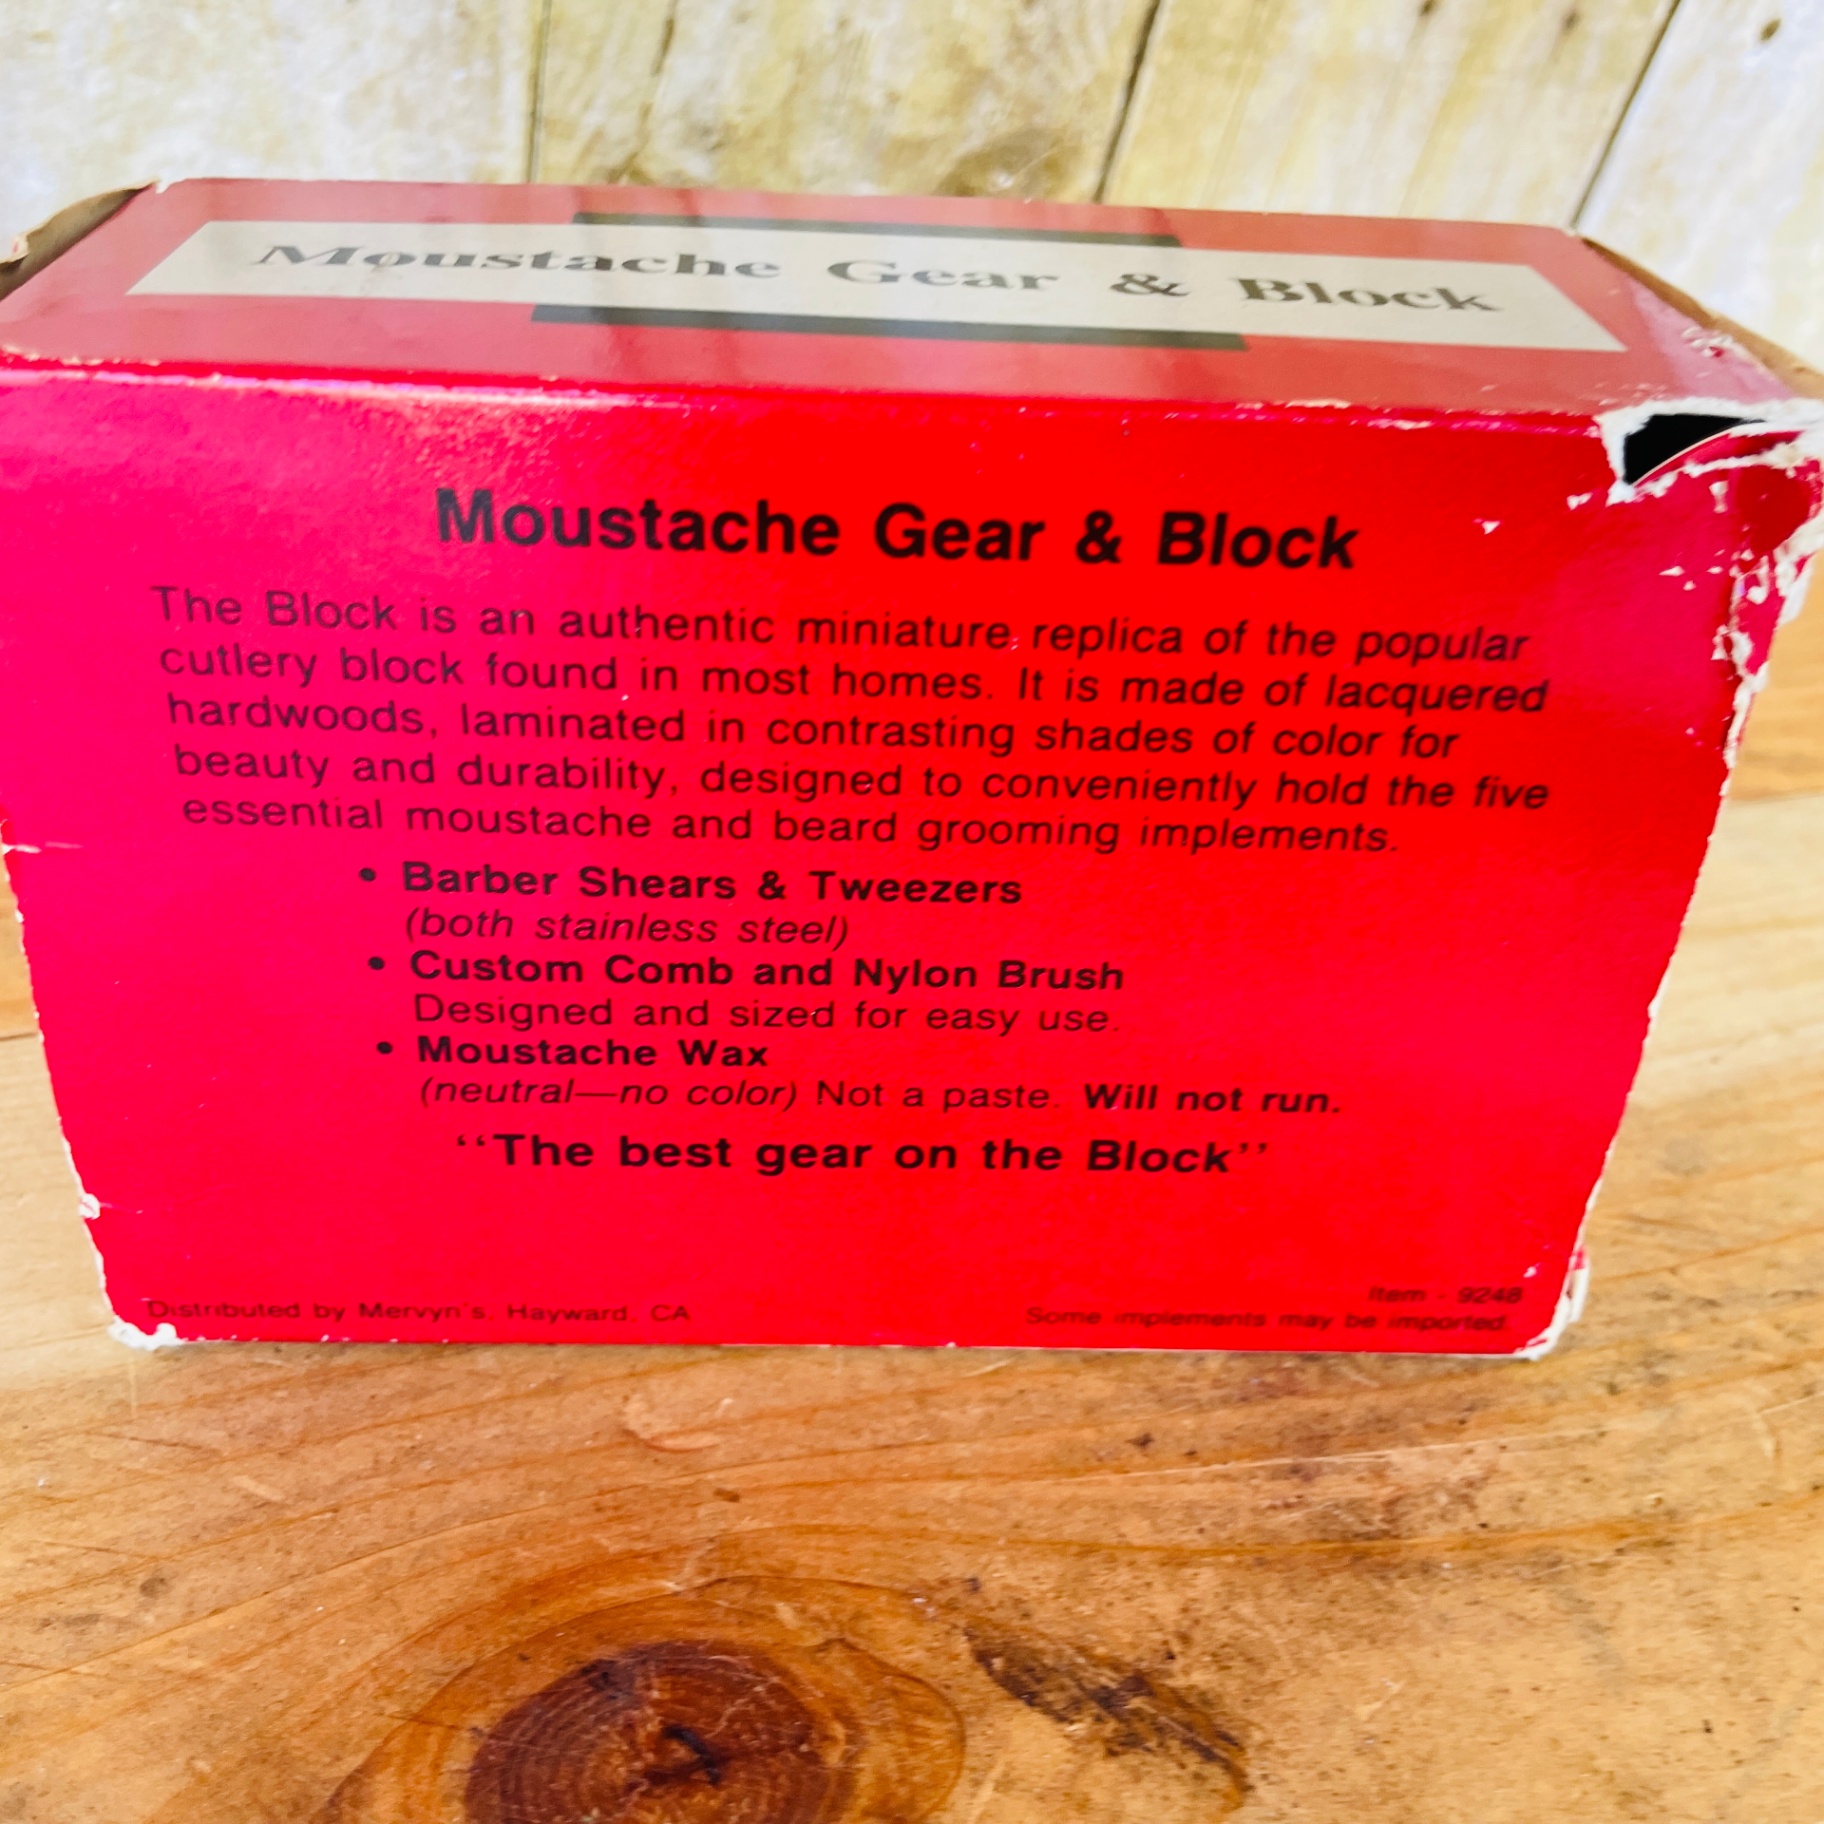 Moustache Gear & Block
Moustache Gear & Block
The Block is an authentic miniature replica of the popular
cutlery block found in most homes. It is made of lacquered
hardwoods, laminated in contrasting shades of color for
beauty and durability, designed to conveniently hold the five
essential moustache and beard grooming implements.
• Barber Shears & Tweezers
(both stainless steel)
• Custom Comb and Nylon Brush
Designed and sized for easy use.
• Moustache Wax
(neutral—no color) Not a paste. Will not run.
‘‘The best gear on the Block’’
Item - 9248
Distributed by Mervyn's, Hayward, CA
Some implements may be imported.